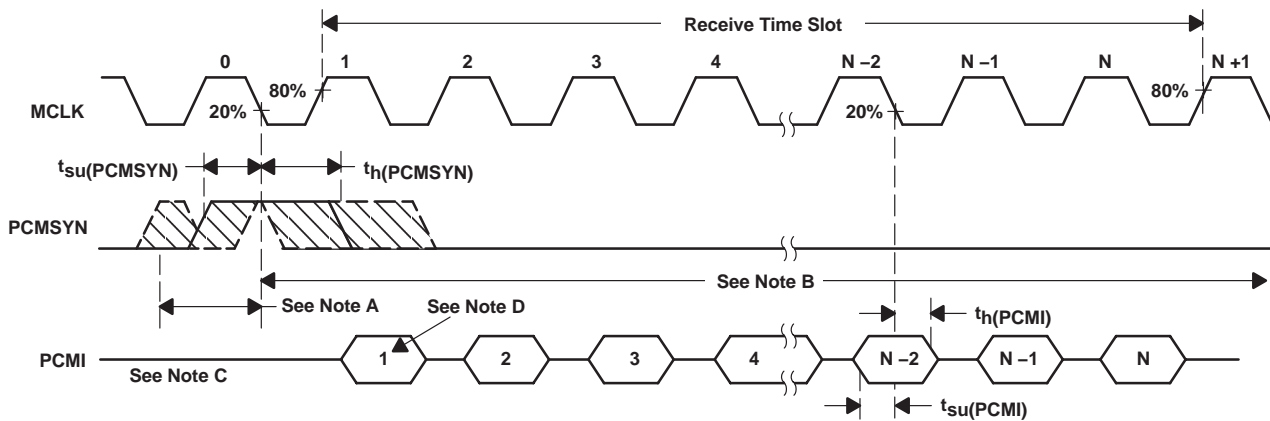 Receive Time Slot
0 1 2 3 4 N –2 N –1 N N +1
80% 80%
MCLK 20% 20%
tsu(PCMSYN) th(PCMSYN)
PCMSYN
See Note B
See Note A See Note D th(PCMI)
PCMI 1 2 3 4 N –2 N –1 N
See Note C
tsu(PCMI)